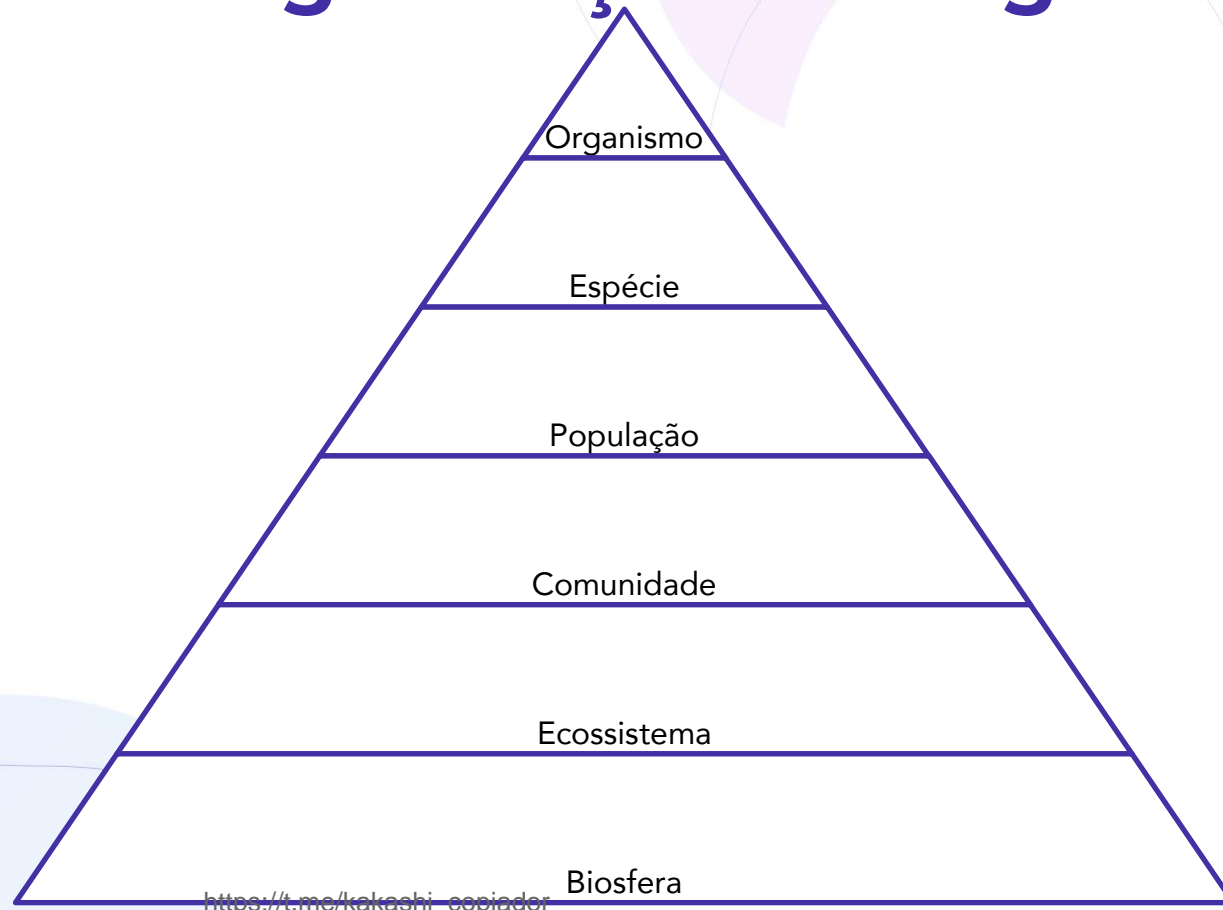 Organismo
Espécie
População
Comunidade
Ecossistema
Biosfera
https://t.me/kakashi_copiador